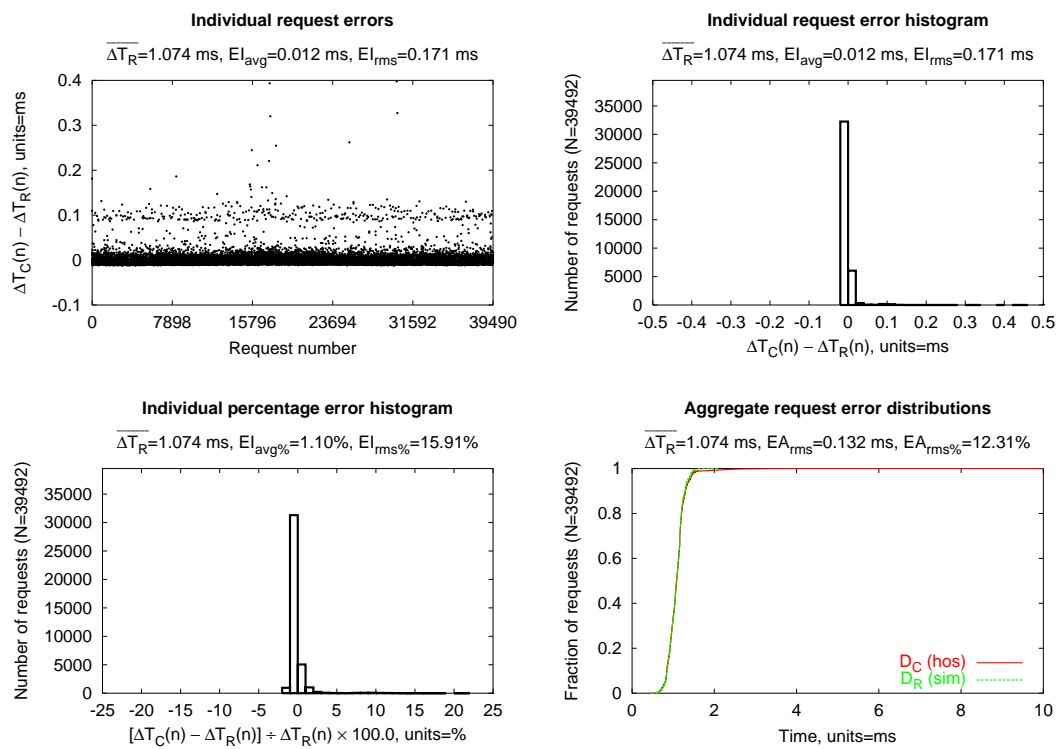 Individual request errors
ΔT_R=1.074 ms, EI_avg=0.012 ms, EI_rms=0.171 ms
ΔT_C(n) − ΔT_R(n), units=ms
0.4
0.3
0.2
0.1
0
-0.1
0 7898 15796 23694 31592 39490
Request number
Individual request error histogram
ΔT_R=1.074 ms, EI_avg=0.012 ms, EI_rms=0.171 ms
Number of requests (N=39492)
35000
30000
25000
20000
15000
10000
5000
0
-0.5 -0.4 -0.3 -0.2 -0.1 0 0.1 0.2 0.3 0.4 0.5
ΔT_C(n) − ΔT_R(n), units=ms
Individual percentage error histogram
ΔT_R=1.074 ms, EI_avg%=1.10%, EI_rms%=15.91%
Number of requests (N=39492)
35000
30000
25000
20000
15000
10000
5000
0
-25 -20 -15 -10 -5 0 5 10 15 20 25
[ΔT_C(n) − ΔT_R(n)] ÷ ΔT_R(n) × 100.0, units=%
Aggregate request error distributions
ΔT_R=1.074 ms, EA_rms=0.132 ms, EA_rms%=12.31%
Fraction of requests (N=39492)
1
0.8
0.6
0.4
0.2
0
D_C (hos)
D_R (sim)
0 2 4 6 8 10
Time, units=ms